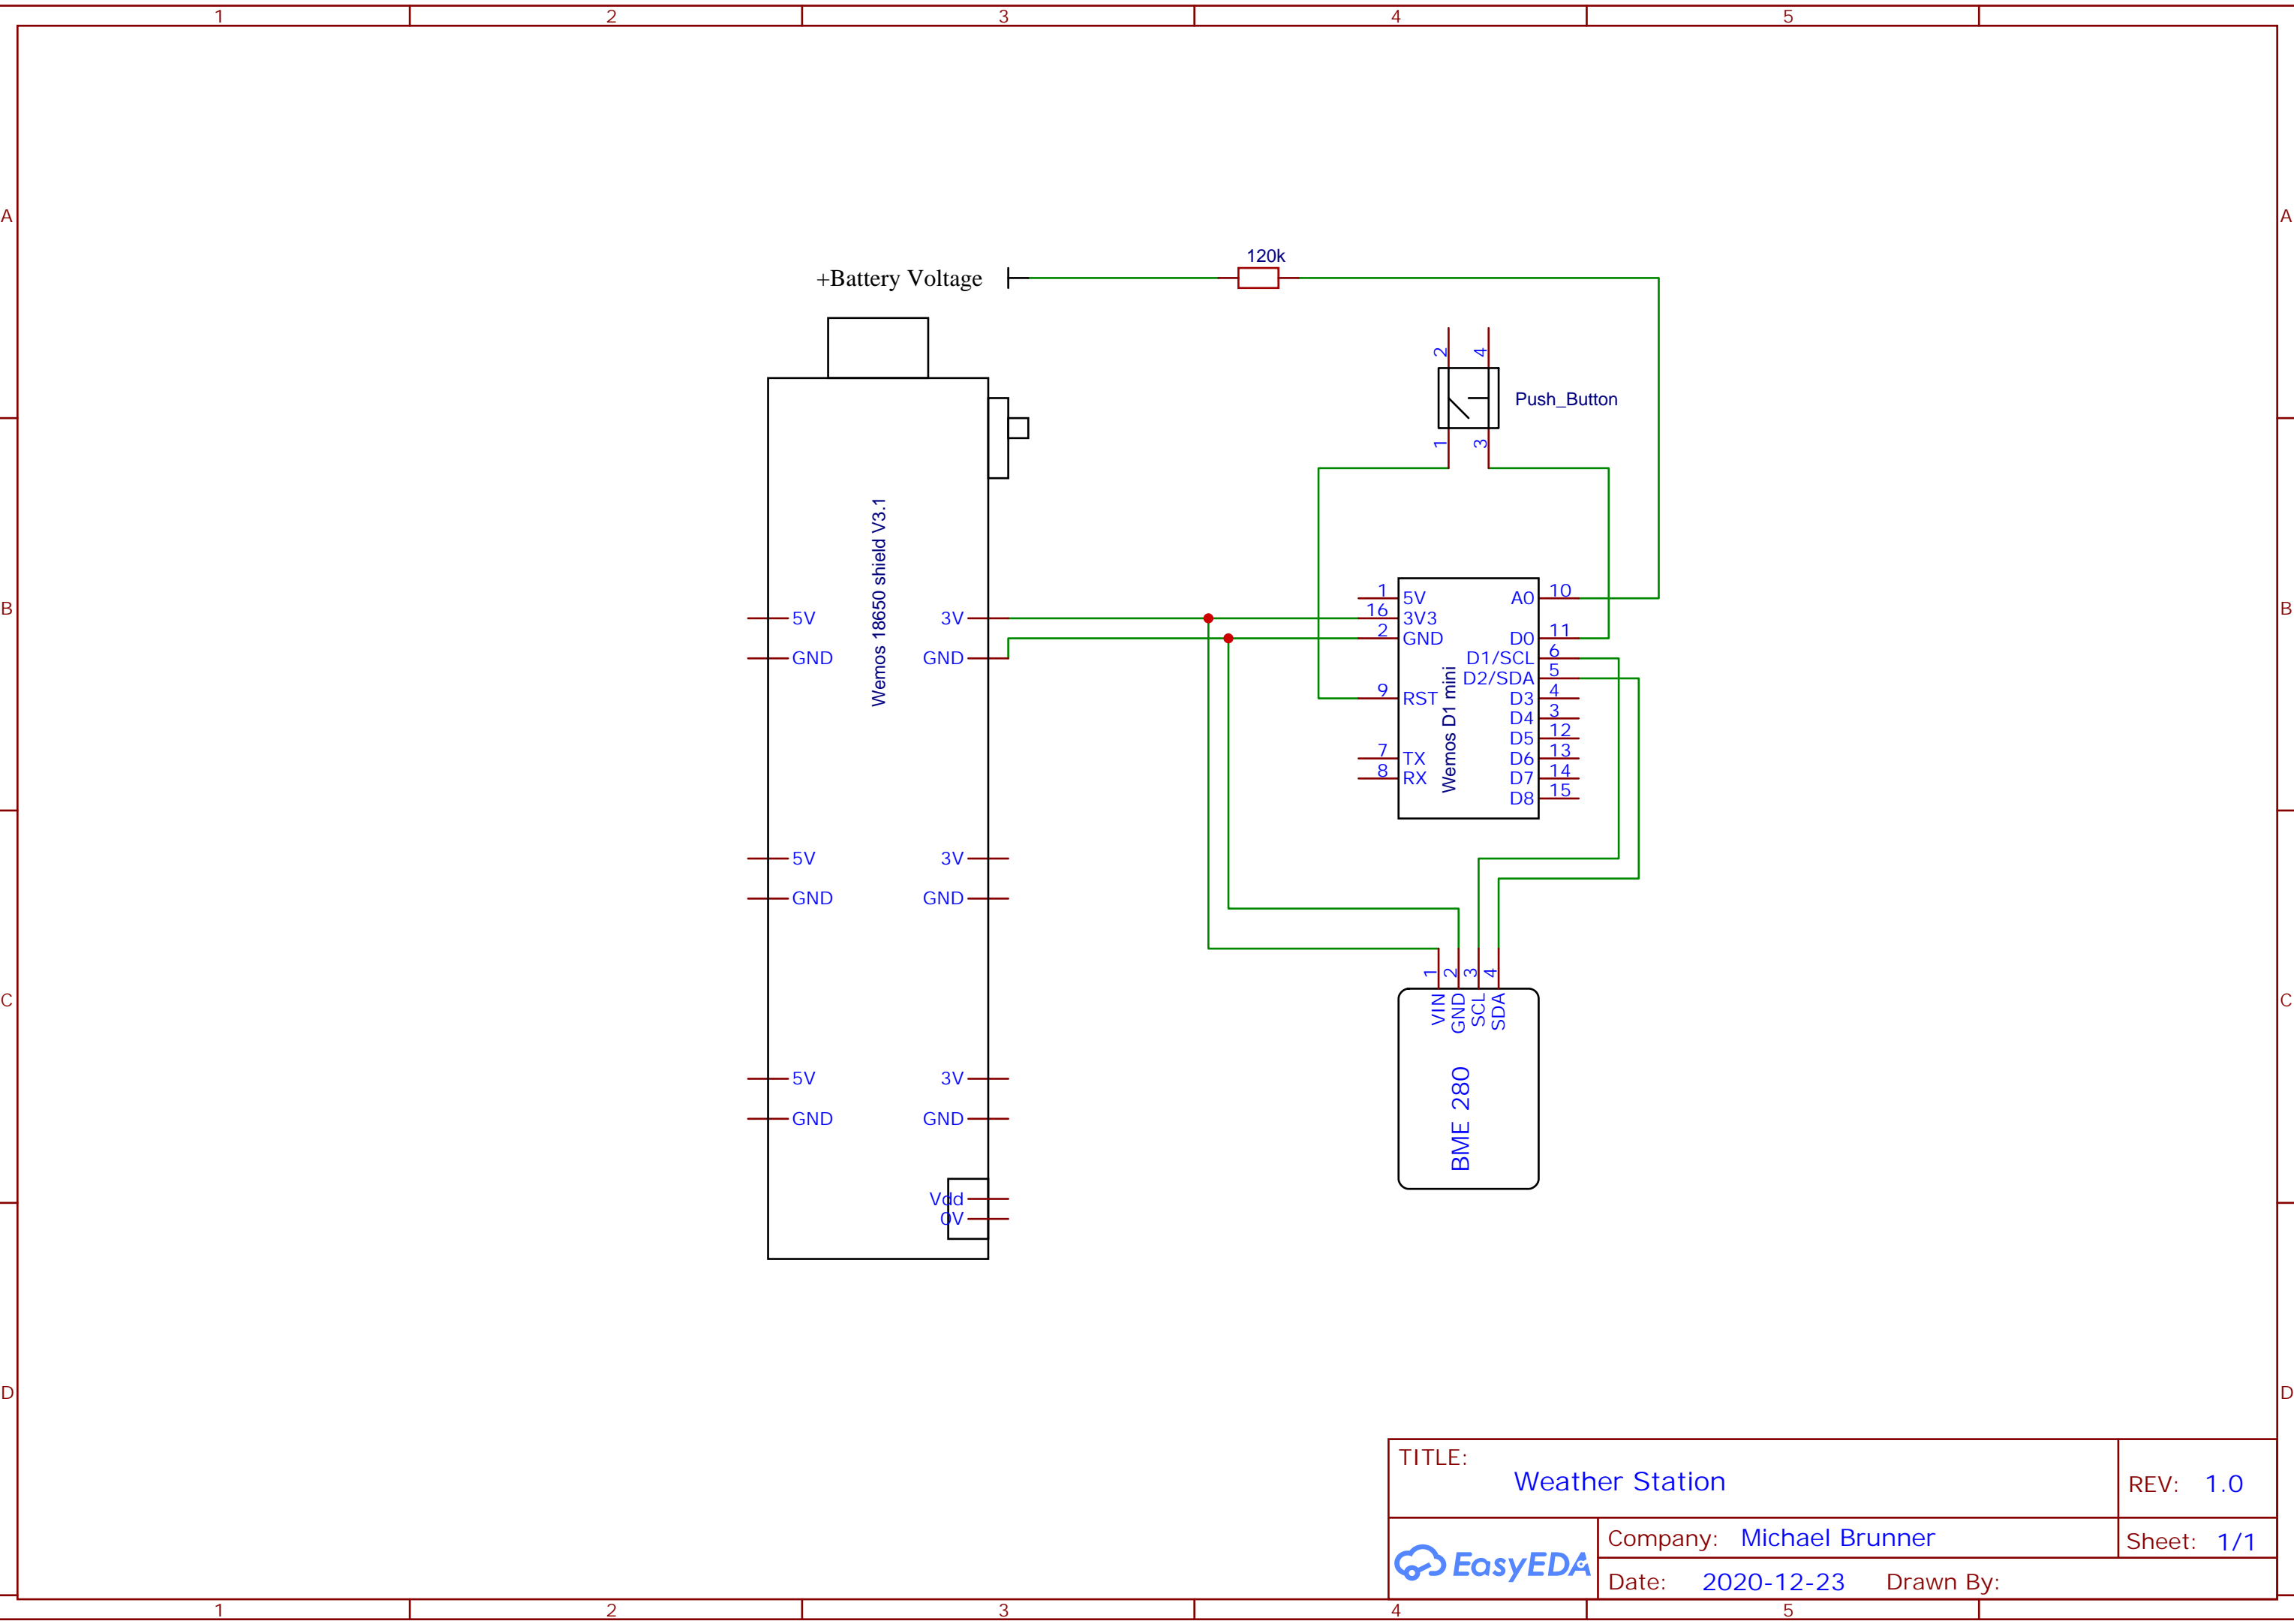 1 2 3 4 5
A A
120k
+Battery Voltage
2 4
Push_Button
1 3
Wemos 18650 shield V3.1
B B
5V 3V
GND GND
5V 3V
GND GND
5V 3V
GND GND
Vdd
0V
1 5V A0 10
16 3V3
2 GND D0 11
D1/SCL 6
D2/SDA 5
9 RST D3 4
D4 3
D5 12
7 TX D6 13
8 RX D7 14
D8 15
Wemos D1 mini
C C
1 2 3 4
VIN GND SCL SDA
BME 280
D D
TITLE:
Weather Station
REV: 1.0
EasyEDA
Company: Michael Brunner
Sheet: 1/1
Date: 2020-12-23 Drawn By:
1 2 3 4 5